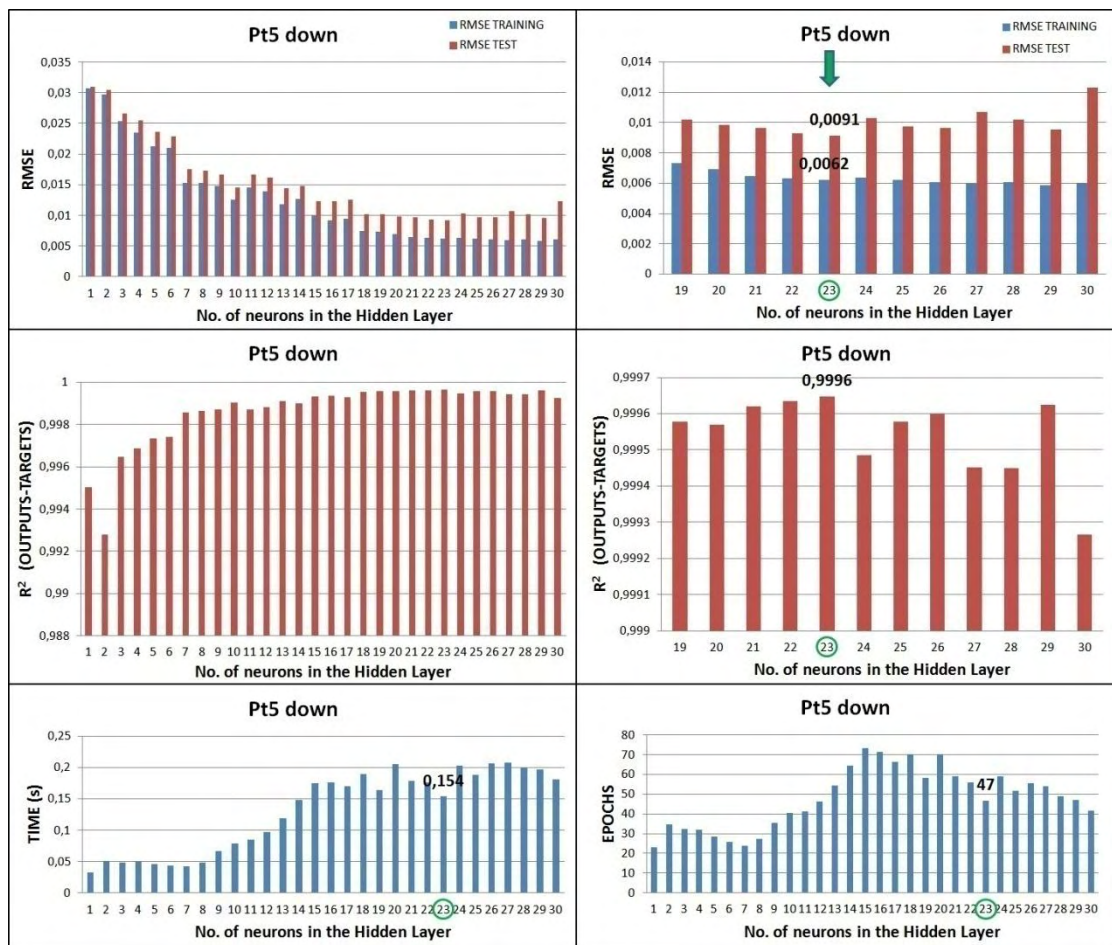 Pt5 down
RMSE TRAINING
RMSE TEST
RMSE
0,035
0,03
0,025
0,02
0,015
0,01
0,005
0
1 2 3 4 5 6 7 8 9 10 11 12 13 14 15 16 17 18 19 20 21 22 23 24 25 26 27 28 29 30
No. of neurons in the Hidden Layer
Pt5 down
RMSE TRAINING
RMSE TEST
RMSE
0,014
0,012
0,01
0,008
0,006
0,004
0,002
0
0,0091
0,0062
19 20 21 22 23 24 25 26 27 28 29 30
No. of neurons in the Hidden Layer
Pt5 down
R² (OUTPUTS-TARGETS)
1
0,998
0,996
0,994
0,992
0,99
0,988
1 2 3 4 5 6 7 8 9 10 11 12 13 14 15 16 17 18 19 20 21 22 23 24 25 26 27 28 29 30
No. of neurons in the Hidden Layer
Pt5 down
R² (OUTPUTS-TARGETS)
0,9997
0,9996
0,9995
0,9994
0,9993
0,9992
0,9991
0,999
0,9996
19 20 21 22 23 24 25 26 27 28 29 30
No. of neurons in the Hidden Layer
Pt5 down
TIME (s)
0,25
0,2
0,15
0,1
0,05
0
0,154
1 2 3 4 5 6 7 8 9 10 11 12 13 14 15 16 17 18 19 20 21 22 23 24 25 26 27 28 29 30
No. of neurons in the Hidden Layer
Pt5 down
EPOCHS
80
70
60
50
40
30
20
10
0
47
1 2 3 4 5 6 7 8 9 10 11 12 13 14 15 16 17 18 19 20 21 22 23 24 25 26 27 28 29 30
No. of neurons in the Hidden Layer